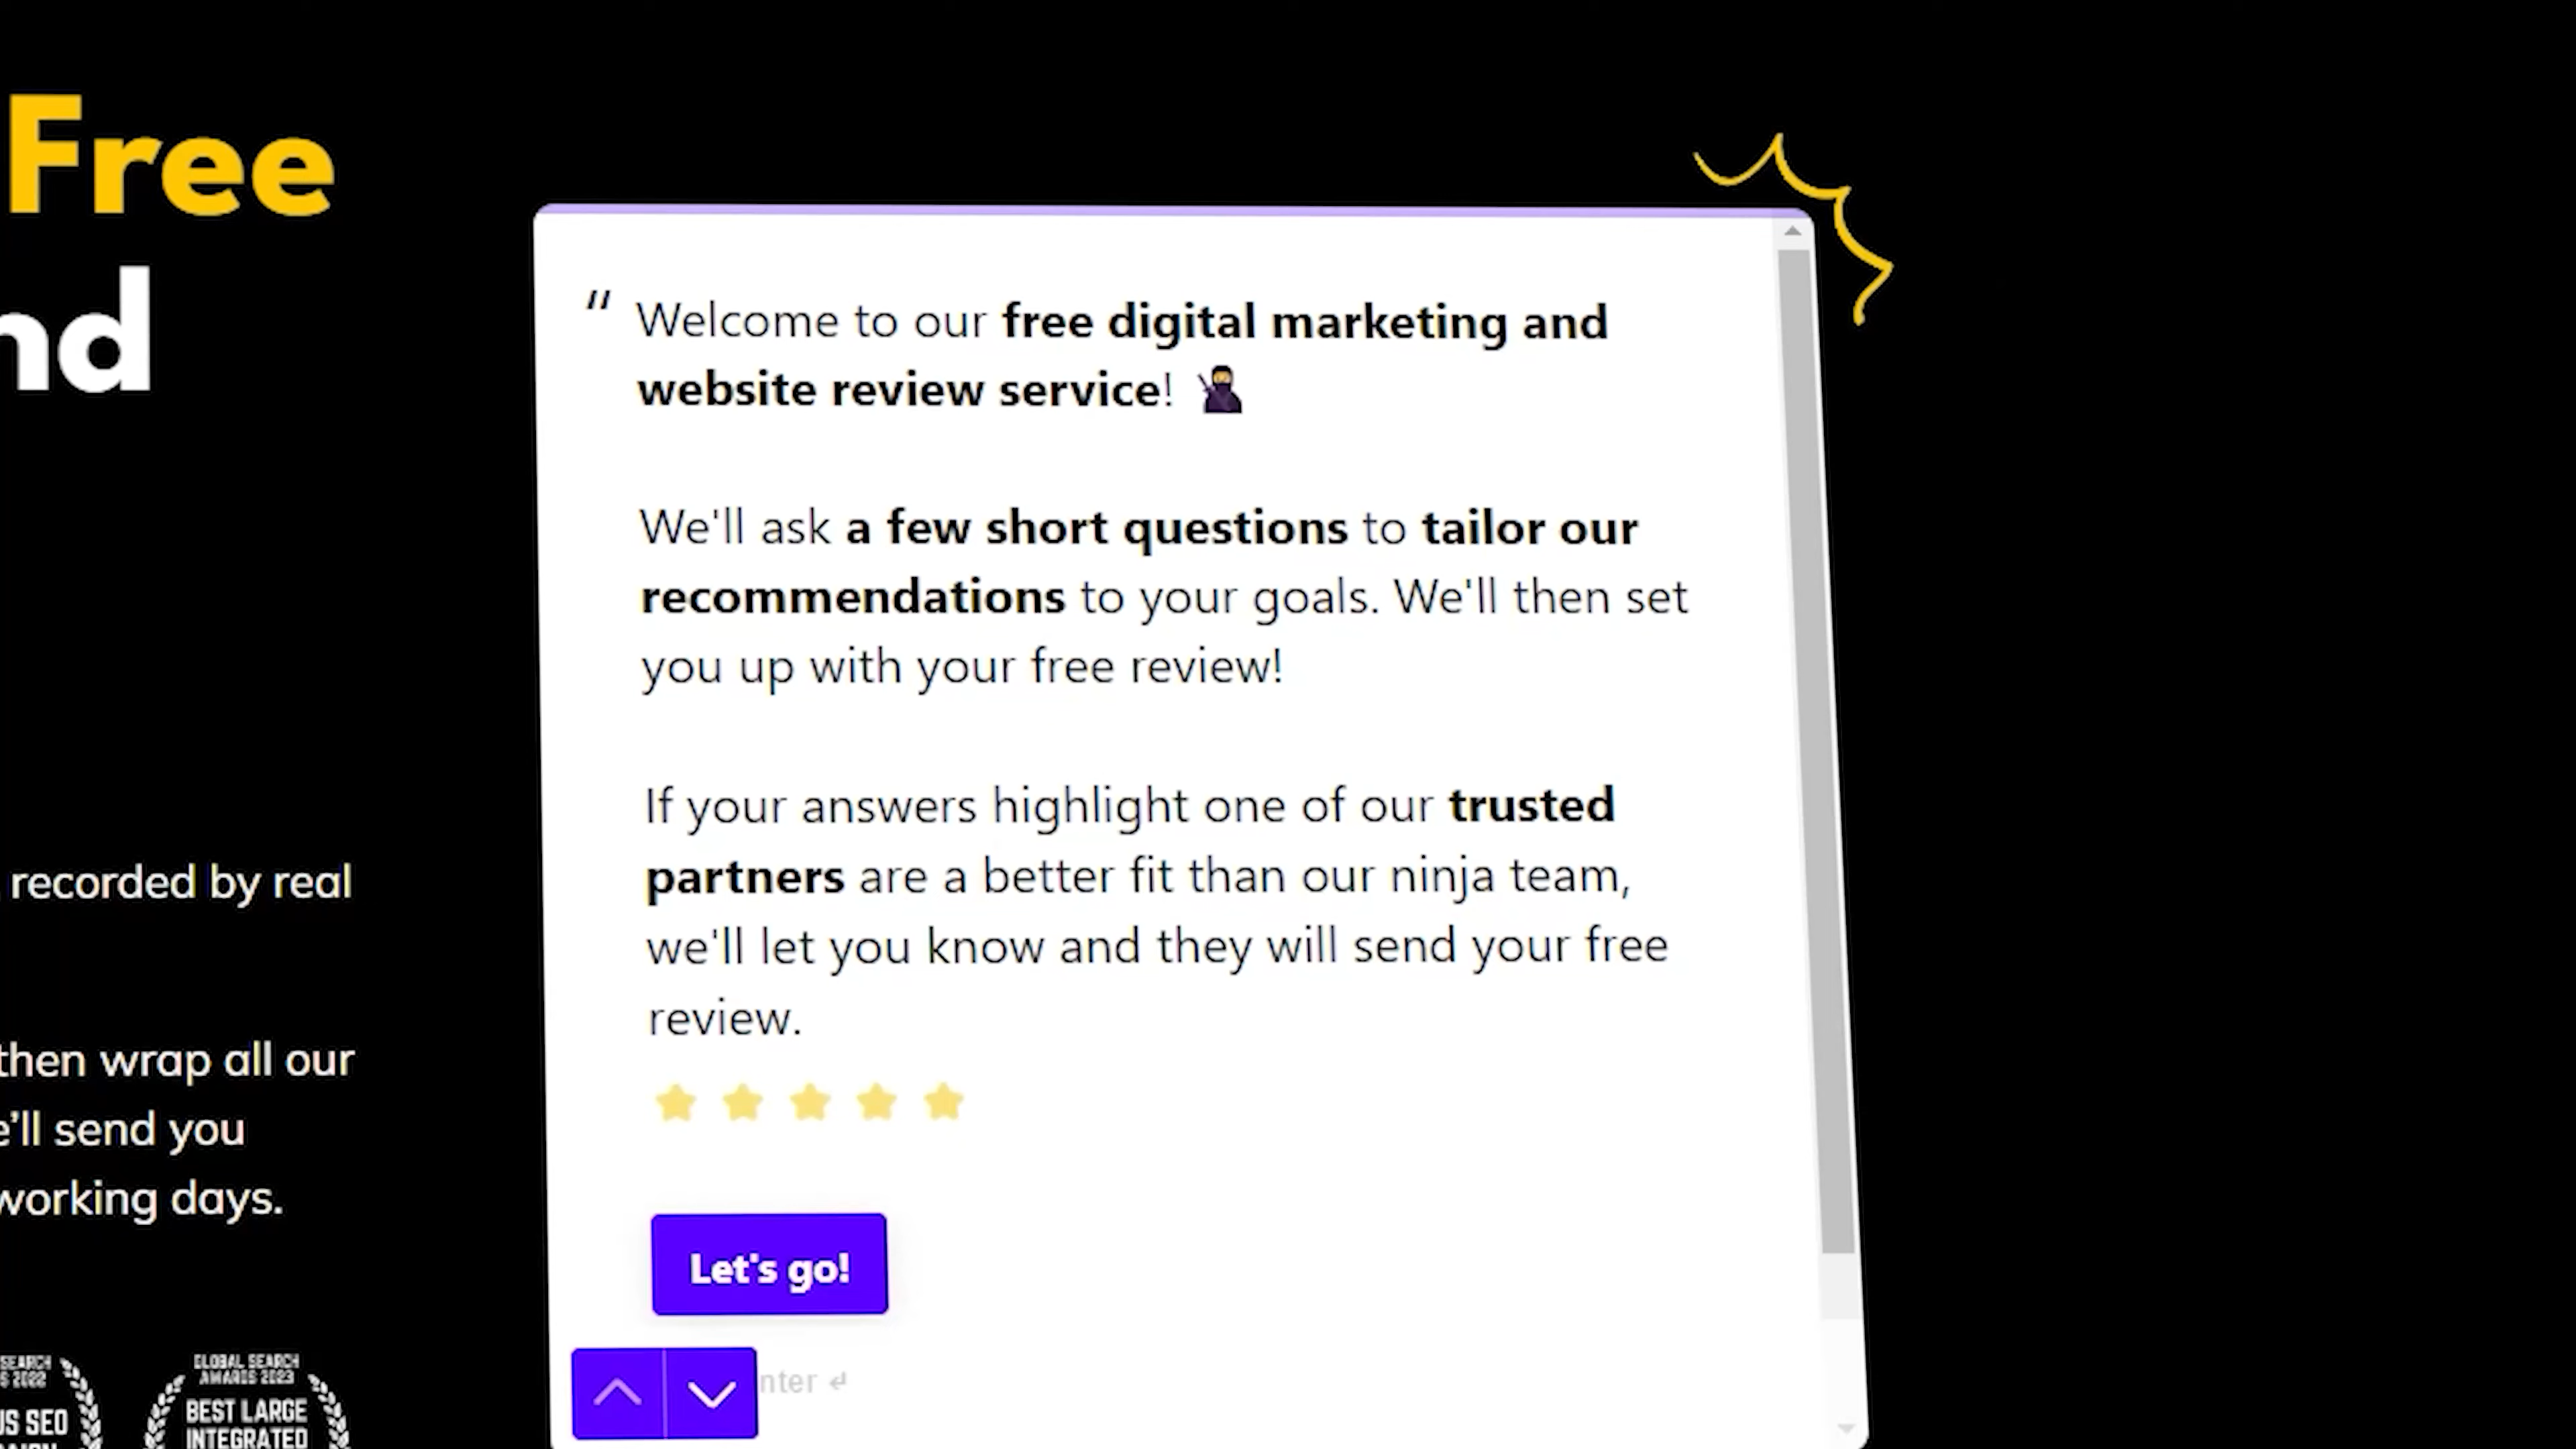 Free
nd
recorded by real
then wrap all our
e'll send you
working days.
SEARCH
S 2022
US SEO
GLOBAL SEARCH
AWARDS 2023
BEST LARGE
INTEGRATED
“ Welcome to our free digital marketing and
website review service!
We'll ask a few short questions to tailor our
recommendations to your goals. We'll then set
you up with your free review!
If your answers highlight one of our trusted
partners are a better fit than our ninja team,
we'll let you know and they will send your free
review.
Let's go!
nter ↵